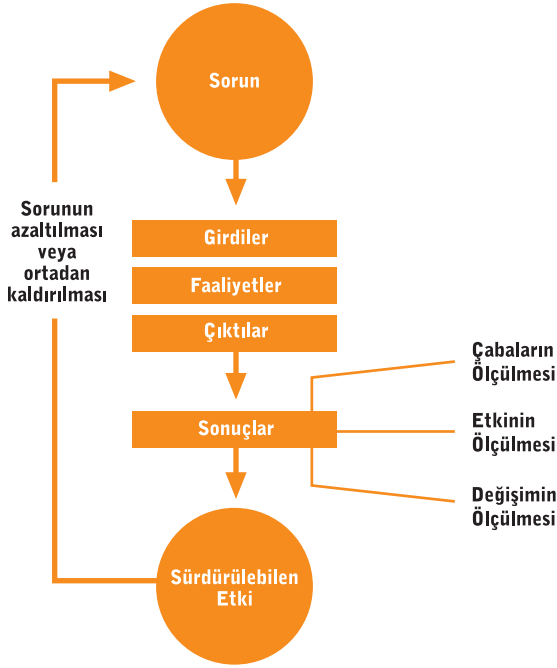 Sorun
Sorunun
azaltılması
veya
ortadan
kaldırılması
Girdiler
Faaliyetler
Çıktılar
Sonuçlar
Çabaların
Ölçülmesi
Etkinin
Ölçülmesi
Değişimin
Ölçülmesi
Sürdürülebilen
Etki